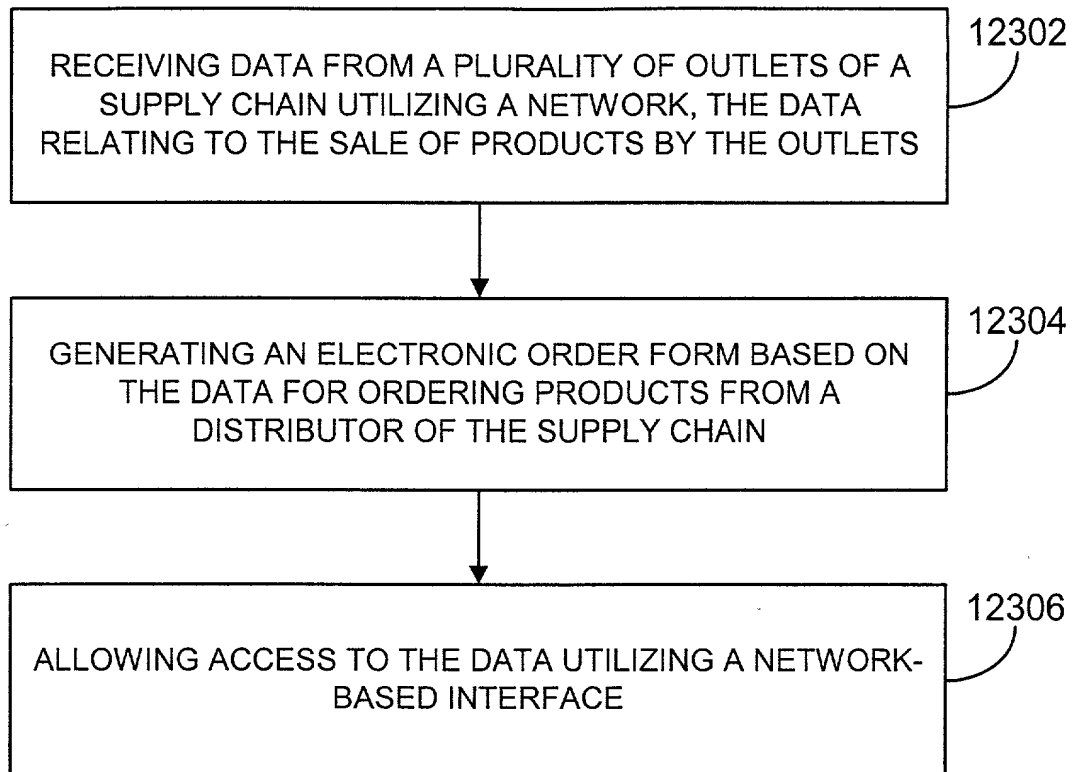 12302
RECEIVING DATA FROM A PLURALITY OF OUTLETS OF A
SUPPLY CHAIN UTILIZING A NETWORK, THE DATA
RELATING TO THE SALE OF PRODUCTS BY THE OUTLETS
12304
GENERATING AN ELECTRONIC ORDER FORM BASED ON
THE DATA FOR ORDERING PRODUCTS FROM A
DISTRIBUTOR OF THE SUPPLY CHAIN
12306
ALLOWING ACCESS TO THE DATA UTILIZING A NETWORK-
BASED INTERFACE